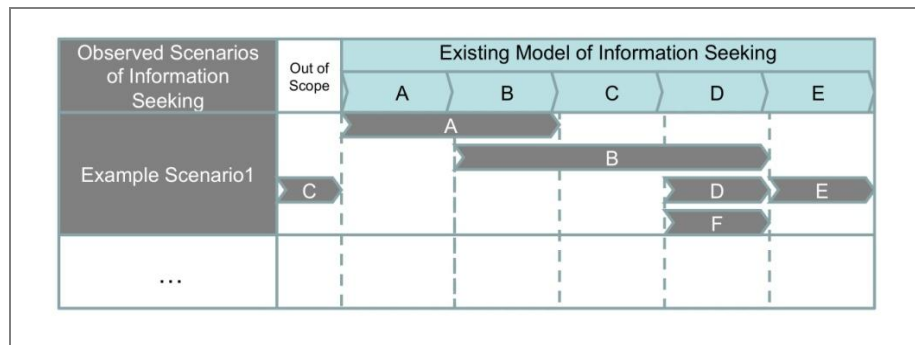 Observed Scenarios
of Information
Seeking
Out of
Scope
Existing Model of Information Seeking
A B C D E
Example Scenario1
A
B
C D E
F
...